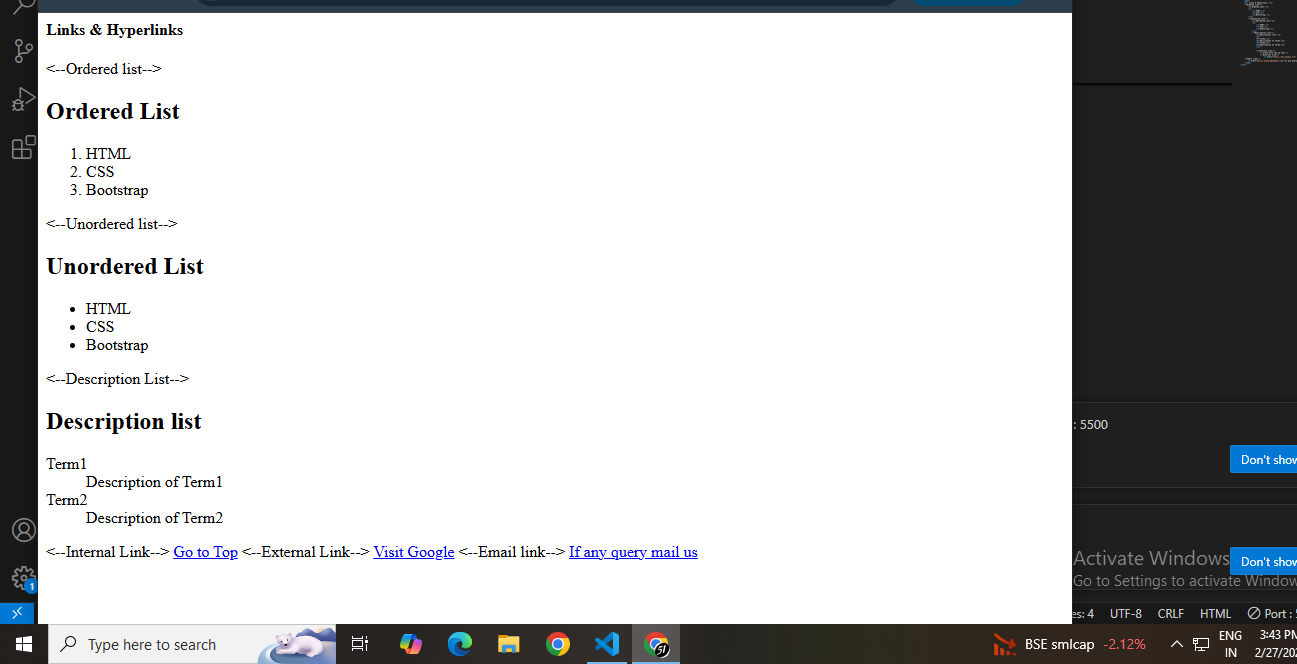 Links & Hyperlinks
<--Ordered list-->
Ordered List
1. HTML
2. CSS
3. Bootstrap
<--Unordered list-->
Unordered List
• HTML
• CSS
• Bootstrap
<--Description List-->
Description list
Term1
Description of Term1
Term2
Description of Term2
<--Internal Link--> Go to Top <--External Link--> Visit Google <--Email link--> If any query mail us
: 5500
Don't show
Activate Windows
Don't show
Go to Settings to activate Window
1
es: 4 UTF-8 CRLF HTML Port :
Type here to search
BSE smlcap -2.12%
ENG
IN
3:43 PM
2/27/202